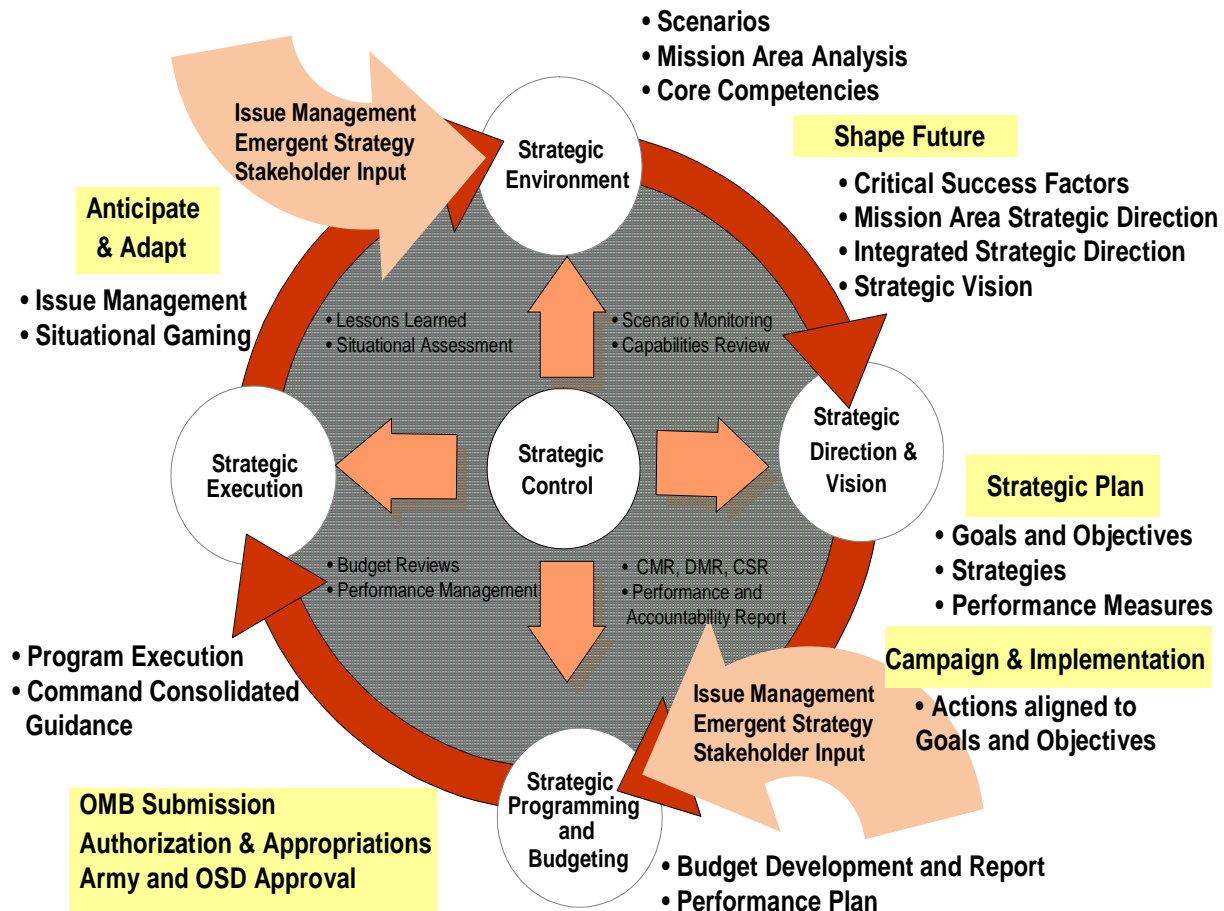 • Scenarios
• Mission Area Analysis
• Core Competencies
Issue Management
Emergent Strategy
Stakeholder Input
Strategic
Environment
Shape Future
• Critical Success Factors
• Mission Area Strategic Direction
• Integrated Strategic Direction
• Strategic Vision
Anticipate
& Adapt
• Issue Management
• Situational Gaming
• Lessons Learned
• Situational Assessment
• Scenario Monitoring
• Capabilities Review
Strategic
Execution
Strategic
Control
Strategic
Direction &
Vision
Strategic Plan
• Goals and Objectives
• Strategies
• Performance Measures
• Budget Reviews
• Performance Management
• CMR, DMR, CSR
• Performance and
Accountability Report
Campaign & Implementation
• Actions aligned to
Goals and Objectives
• Program Execution
• Command Consolidated
Guidance
Issue Management
Emergent Strategy
Stakeholder Input
Strategic
Programming
and
Budgeting
OMB Submission
Authorization & Appropriations
Army and OSD Approval
• Budget Development and Report
• Performance Plan